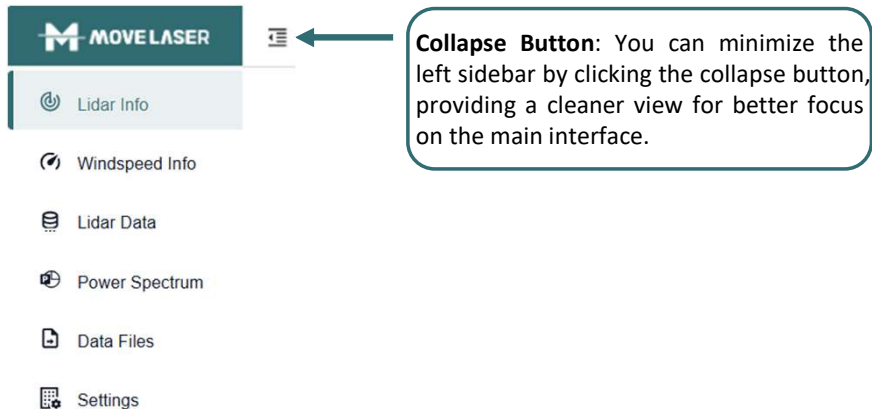 MOVELASER
Collapse Button: You can minimize the
left sidebar by clicking the collapse button,
providing a cleaner view for better focus
on the main interface.
Lidar Info
Windspeed Info
Lidar Data
Power Spectrum
Data Files
Settings